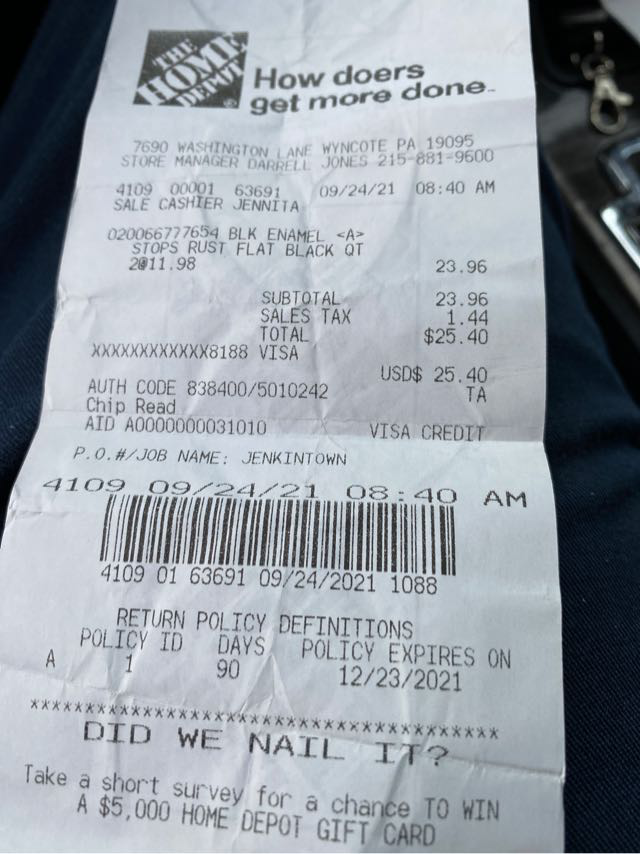 THE
HOME
DEPOT
How doers
get more done.
7690 WASHINGTON LANE WYNCOTE PA 19095
STORE MANAGER DARRELL JONES 215-881-9600
4109 00001 63691 09/24/21 08:40 AM
SALE CASHIER JENNITA
020066777654 BLK ENAMEL <A>
STOPS RUST FLAT BLACK QT
2@11.98 23.96
SUBTOTAL 23.96
SALES TAX 1.44
TOTAL $25.40
XXXXXXXXXXXX8188 VISA
USD$ 25.40
AUTH CODE 838400/5010242 TA
Chip Read
AID A0000000031010 VISA CREDIT
P.O.#/JOB NAME: JENKINTOWN
4109 09/24/21 08:40 AM
4109 01 63691 09/24/2021 1088
RETURN POLICY DEFINITIONS
POLICY ID DAYS POLICY EXPIRES ON
A 1 90 12/23/2021
****************************************
DID WE NAIL IT?
Take a short survey for a chance TO WIN
A $5,000 HOME DEPOT GIFT CARD